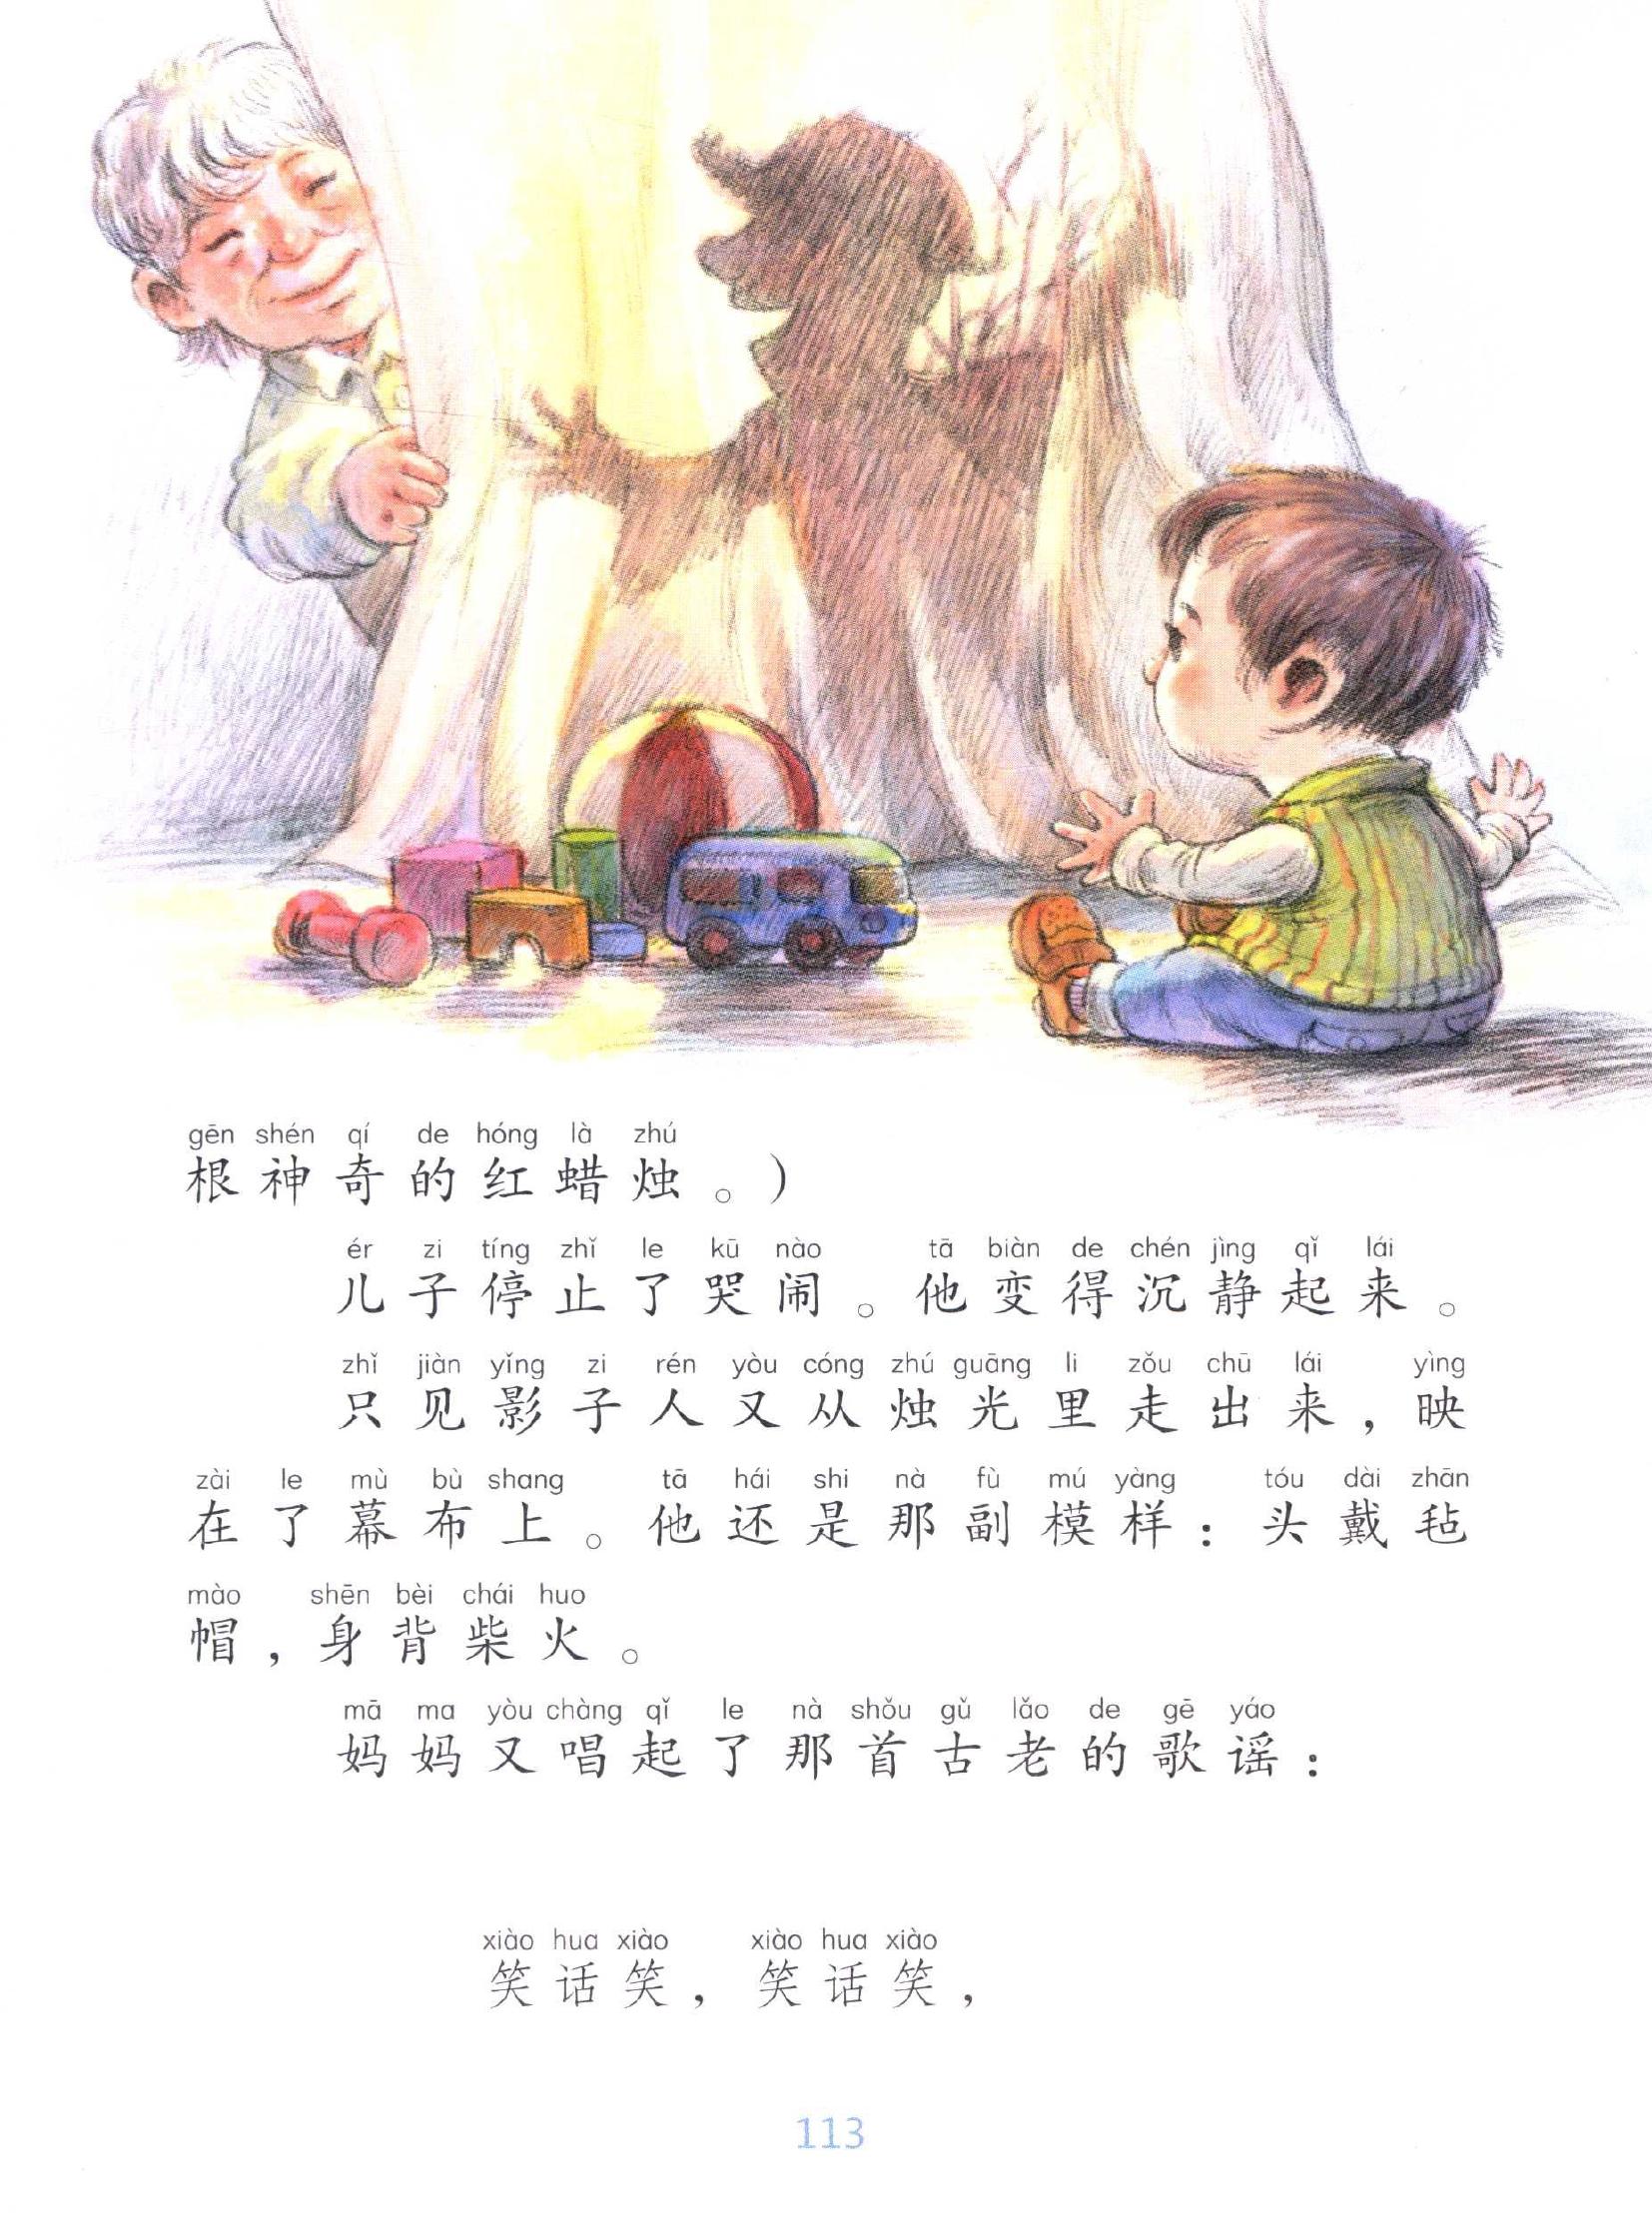 gēn shén qí de hóng là zhú
根神奇的红蜡烛。）
ér zi tíng zhǐ le kū nào tā biàn de chén jìng qǐ lái
儿子停止了哭闹。他变得沉静起来。
zhǐ jiàn yǐng zi rén yòu cóng zhú guāng li zǒu chū lái yìng
只见影子人又从烛光里走出来，映
zài le mù bù shang tā hái shi nà fù mú yàng tóu dài zhān
在了幕布上。他还是那副模样：头戴毡
mào shēn bèi chái huo
帽，身背柴火。
mā ma yòu chàng qǐ le nà shǒu gǔ lǎo de gē yáo
妈妈又唱起了那首古老的歌谣：
xiào hua xiào xiào hua xiào
笑话笑，笑话笑，
113